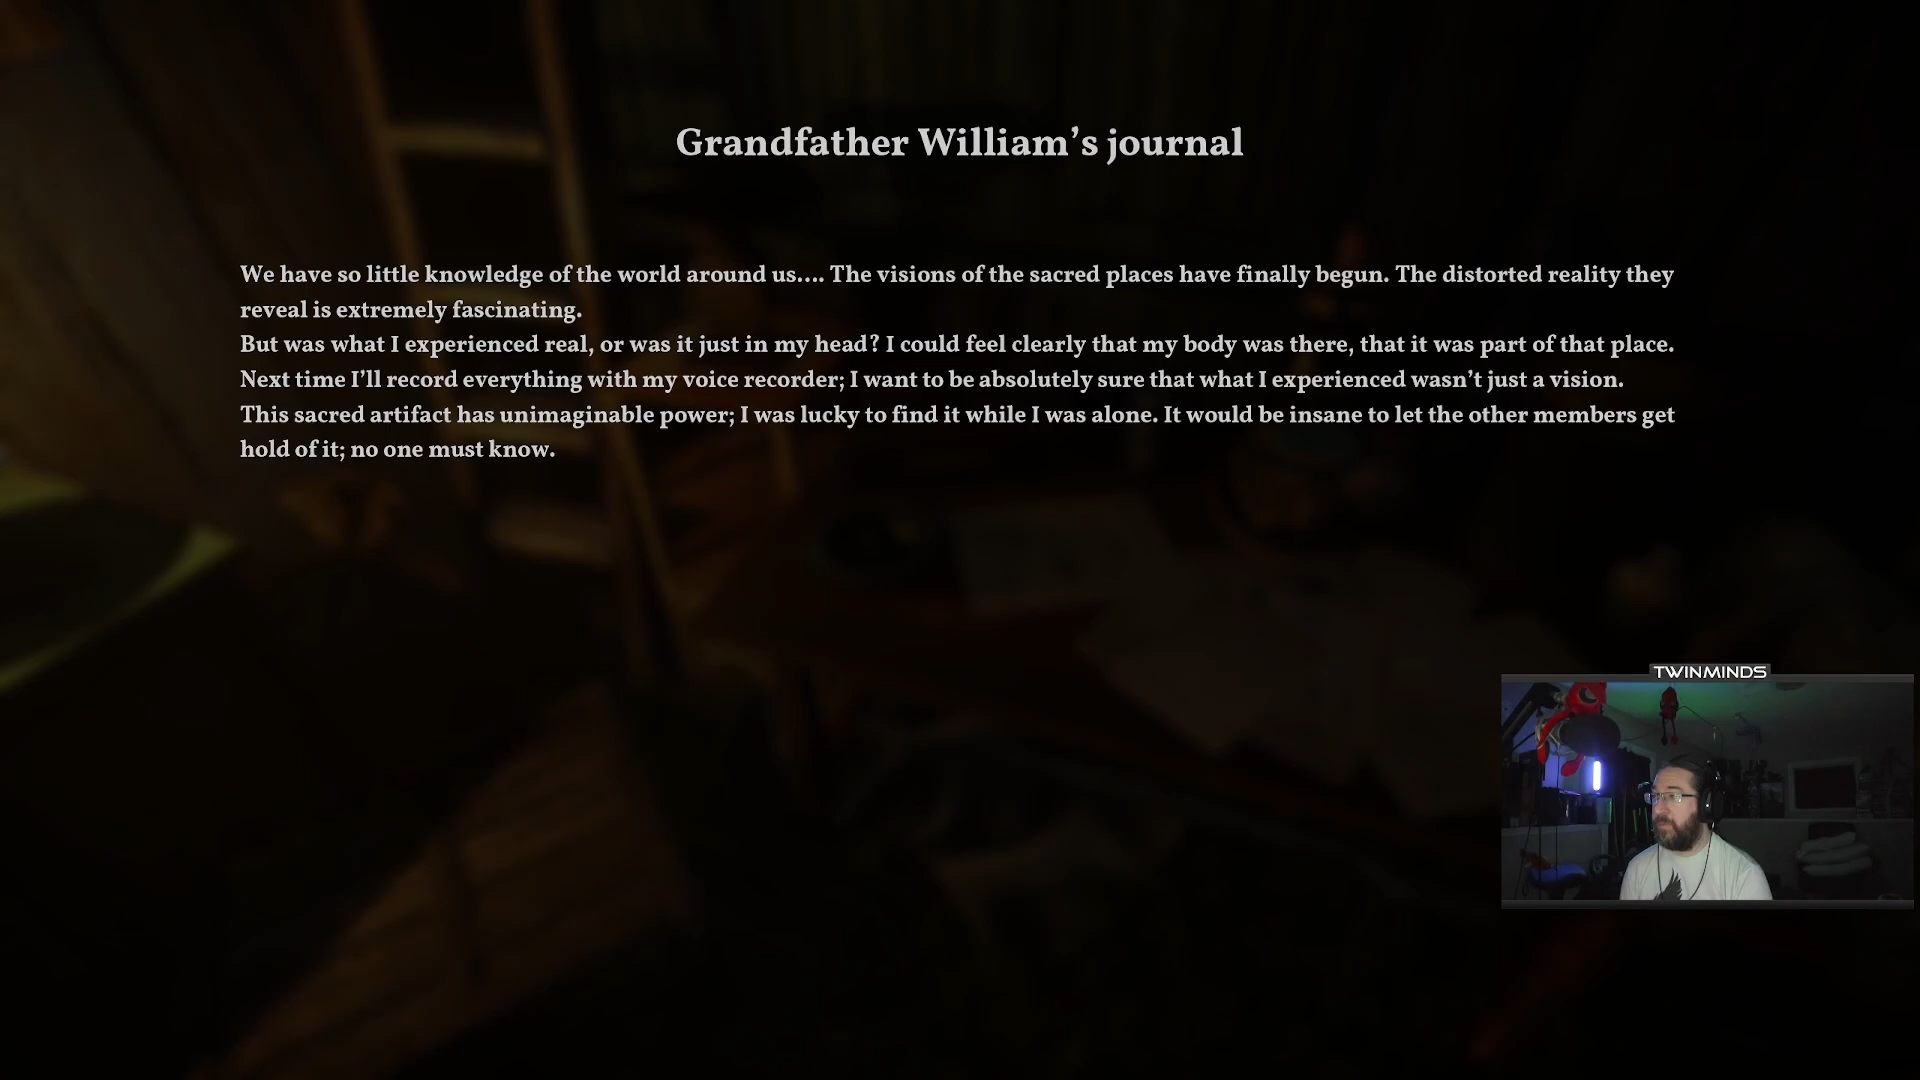 Grandfather William’s journal
We have so little knowledge of the world around us…. The visions of the sacred places have finally begun. The distorted reality they
reveal is extremely fascinating.
But was what I experienced real, or was it just in my head? I could feel clearly that my body was there, that it was part of that place.
Next time I’ll record everything with my voice recorder; I want to be absolutely sure that what I experienced wasn’t just a vision.
This sacred artifact has unimaginable power; I was lucky to find it while I was alone. It would be insane to let the other members get
hold of it; no one must know.
TWINMINDS